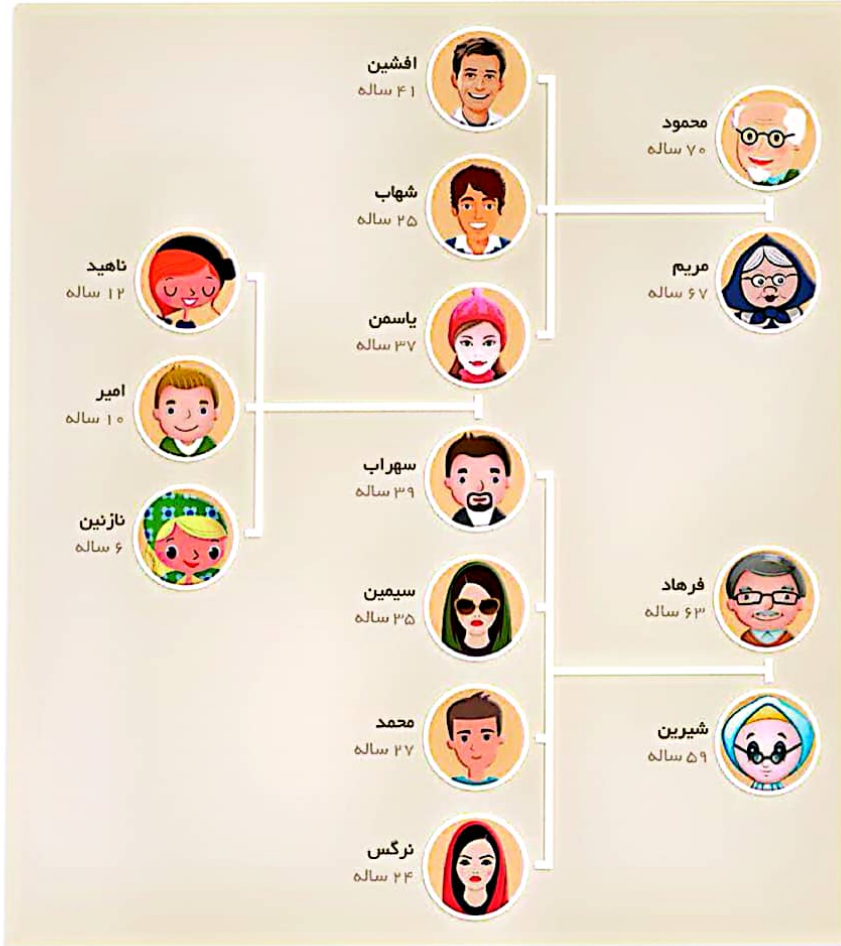 افشین
۴۱ ساله
محمود
۷۰ ساله
شهاب
۲۵ ساله
مریم
۶۷ ساله
ناهید
۱۲ ساله
یاسمن
۳۷ ساله
امیر
۱۰ ساله
سهراب
۳۹ ساله
نازنین
۶ ساله
سیمین
۳۵ ساله
فرهاد
۶۳ ساله
محمد
۲۷ ساله
شیرین
۵۹ ساله
نرگس
۲۴ ساله